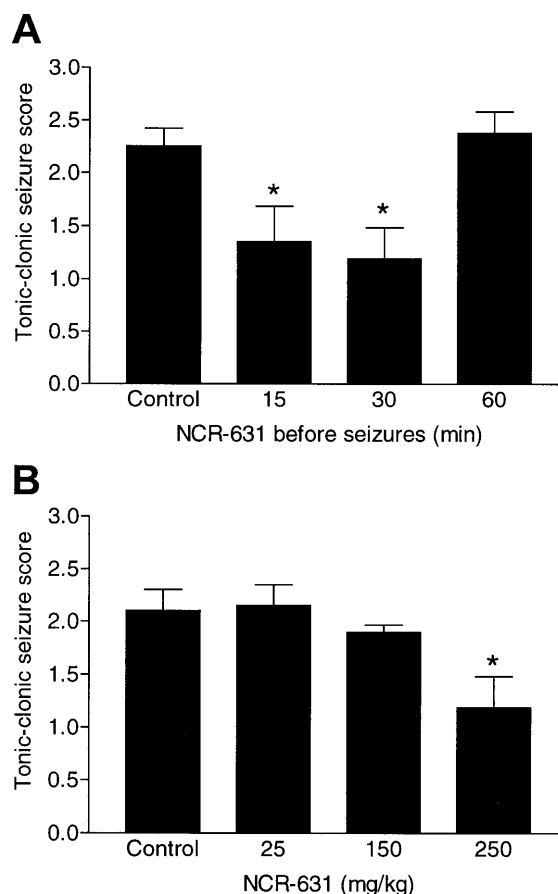 A
Tonic-clonic seizure score
3.0
2.5
2.0
1.5
1.0
0.5
0.0
*
*
Control 15 30 60
NCR-631 before seizures (min)
B
Tonic-clonic seizure score
3.0
2.5
2.0
1.5
1.0
0.5
0.0
*
Control 25 150 250
NCR-631 (mg/kg)